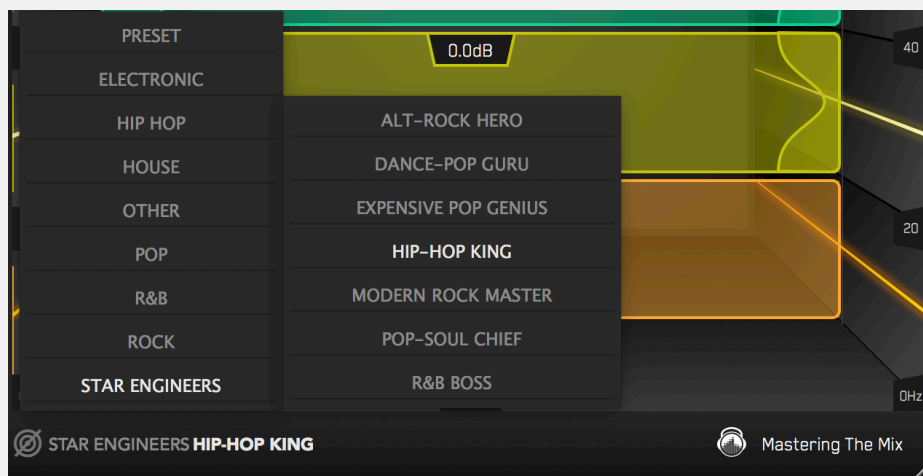 PRESET
ELECTRONIC
HIP HOP
HOUSE
OTHER
POP
R&B
ROCK
STAR ENGINEERS
ALT-ROCK HERO
DANCE-POP GURU
EXPENSIVE POP GENIUS
HIP-HOP KING
MODERN ROCK MASTER
POP-SOUL CHIEF
R&B BOSS
0.0dB
40
20
0Hz
STAR ENGINEERS HIP-HOP KING
Mastering The Mix